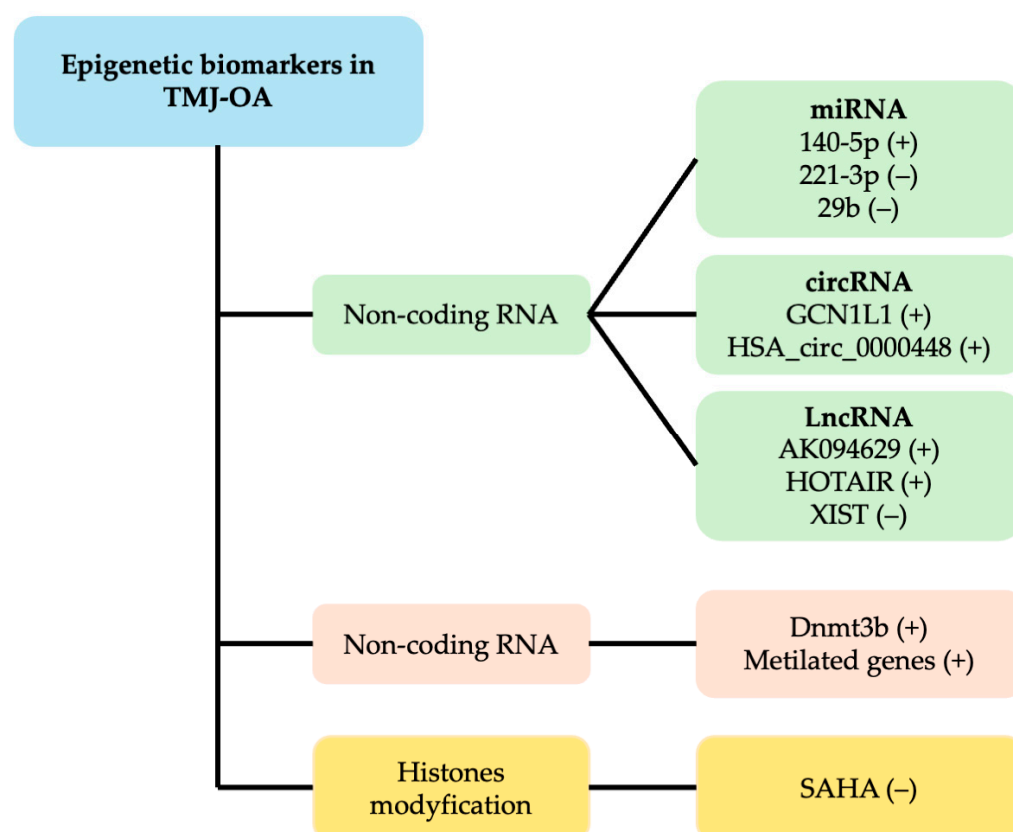 Epigenetic biomarkers in
TMJ-OA
Non-coding RNA
miRNA
140-5p (+)
221-3p (–)
29b (–)
circRNA
GCN1L1 (+)
HSA_circ_0000448 (+)
LncRNA
AK094629 (+)
HOTAIR (+)
XIST (–)
Non-coding RNA
Dnmt3b (+)
Metilated genes (+)
Histones
modyfication
SAHA (–)